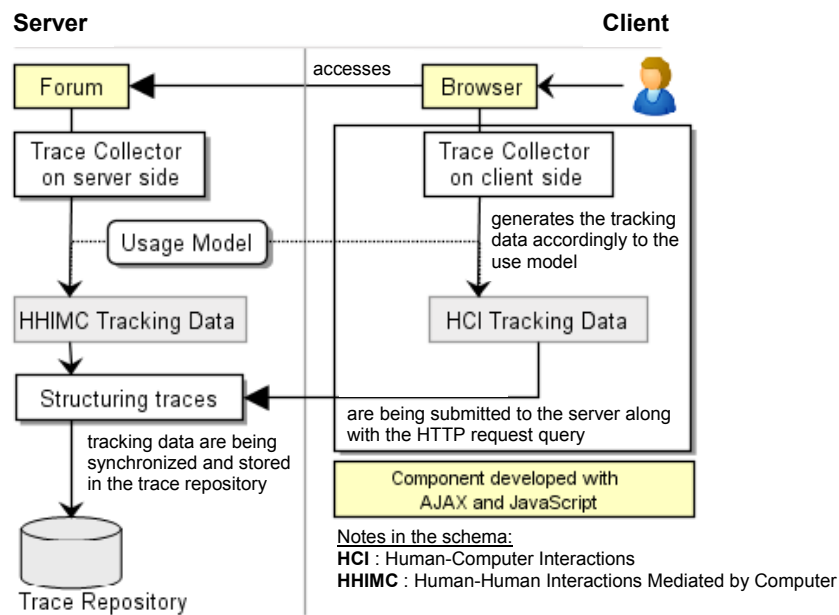 Server
Client
accesses
Forum
Browser
Trace Collector
on server side
Trace Collector
on client side
generates the tracking
data accordingly to the
use model
Usage Model
HHIMC Tracking Data
HCI Tracking Data
Structuring traces
are being submitted to the server along
with the HTTP request query
tracking data are being
synchronized and stored
in the trace repository
Component developed with
AJAX and JavaScript
Trace Repository
Notes in the schema:
HCI : Human-Computer Interactions
HHIMC : Human-Human Interactions Mediated by Computer